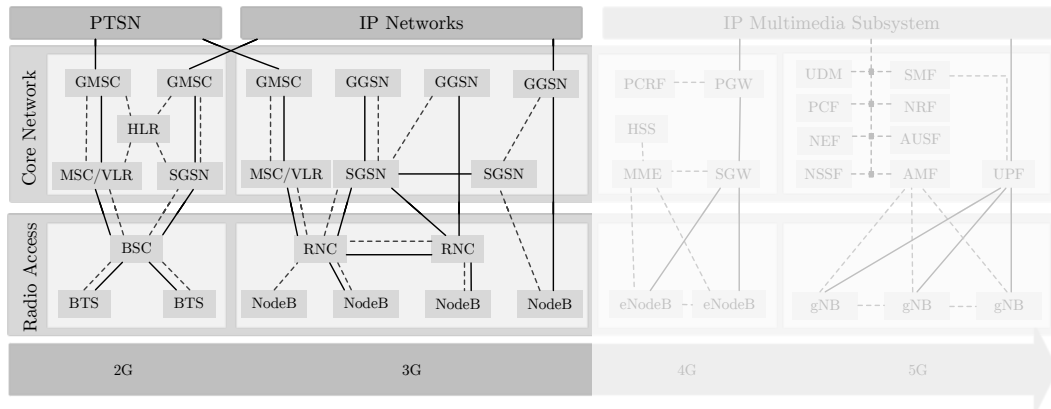 PTSN IP Networks IP Multimedia Subsystem
Core Network
GMSC GMSC GMSC GGSN GGSN GGSN PCRF PGW UDM SMF
PCF NRF
HLR HSS
NEF AUSF
MSC/VLR SGSN MSC/VLR SGSN SGSN MME SGW NSSF AMF UPF
Radio Access
BSC RNC RNC
BTS BTS NodeB NodeB NodeB NodeB eNodeB eNodeB gNB gNB gNB
2G 3G 4G 5G